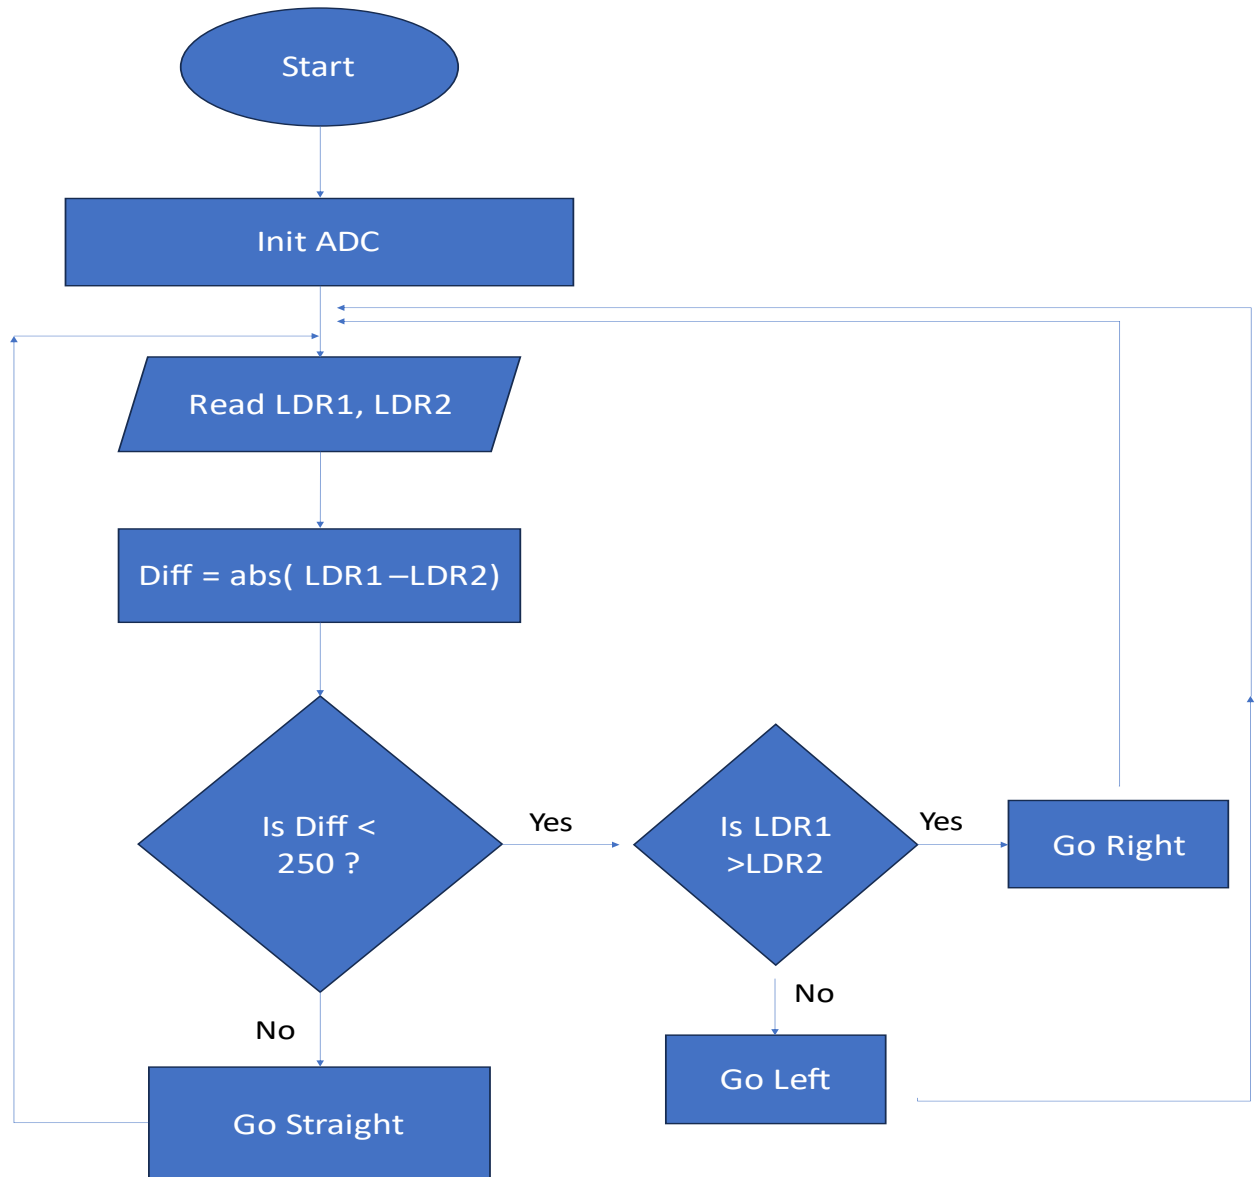 Start
Init ADC
Read LDR1, LDR2
Diff = abs( LDR1–LDR2)
Is Diff <
250 ?
Yes
Is LDR1
>LDR2
Yes
Go Right
No
Go Left
No
Go Straight